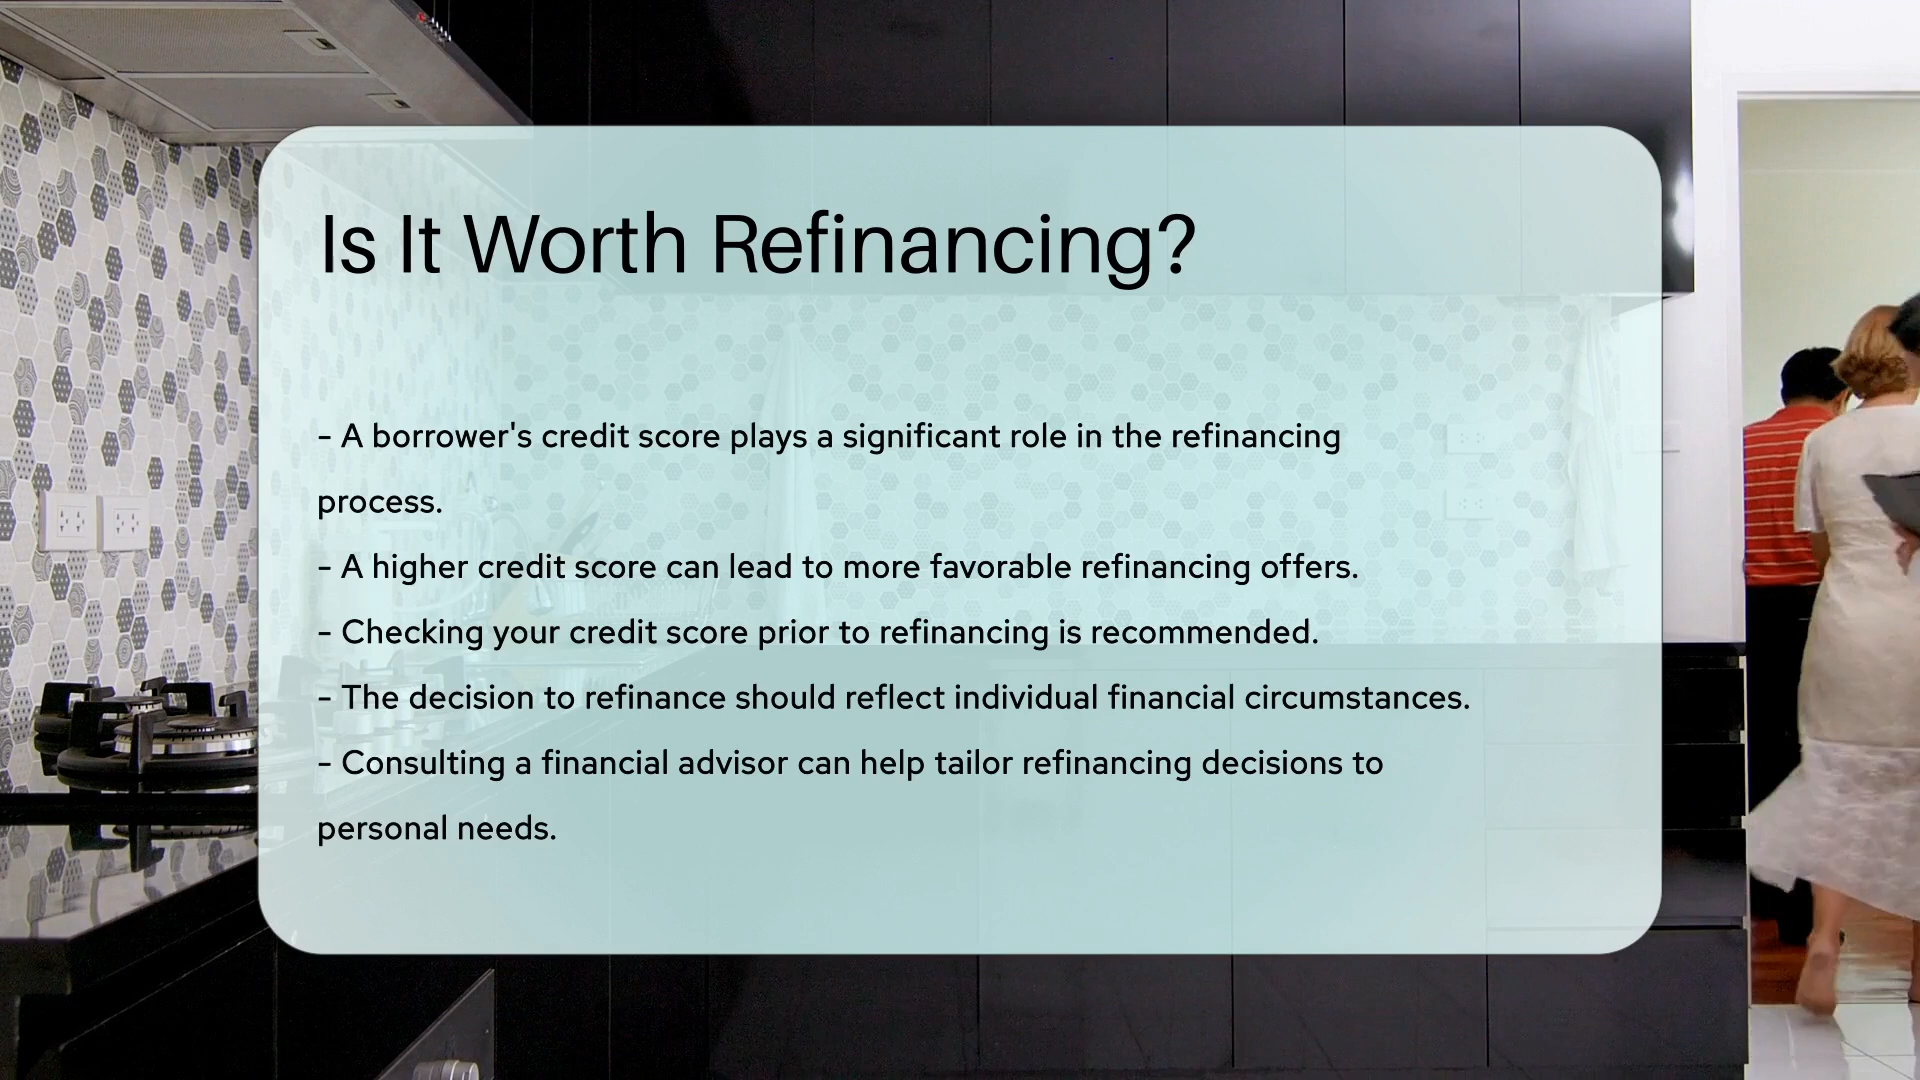 Is It Worth Refinancing?
- A borrower's credit score plays a significant role in the refinancing
process.
- A higher credit score can lead to more favorable refinancing offers.
- Checking your credit score prior to refinancing is recommended.
- The decision to refinance should reflect individual financial circumstances.
- Consulting a financial advisor can help tailor refinancing decisions to
personal needs.